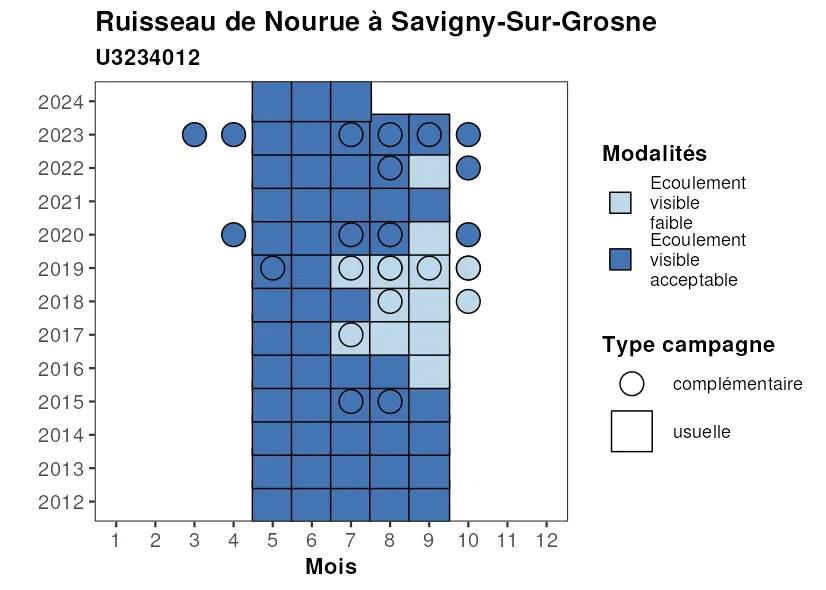 Ruisseau de Nourue à Savigny-Sur-Grosne
U3234012
2024
2023
2022
2021
2020
2019
2018
2017
2016
2015
2014
2013
2012
1 2 3 4 5 6 7 8 9 10 11 12
Mois
Modalités
Ecoulement
visible
faible
Ecoulement
visible
acceptable
Type campagne
complémentaire
usuelle